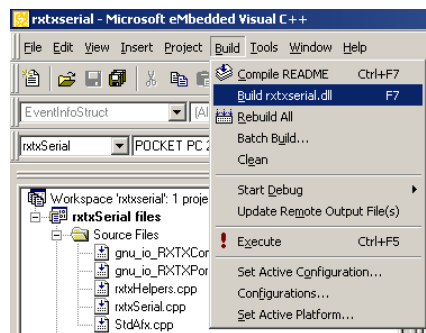 rxtxserial - Microsoft eMbedded Visual C++
File Edit View Insert Project Build Tools Window Help
Compile README Ctrl+F7
EventInfoStruct
Build rxtxserial.dll F7
Rebuild All
rxtxSerial POCKET PC
Batch Build...
Clean
Start Debug
Workspace 'rxtxserial': 1 proje
Update Remote Output File(s)
rxtxSerial files
Source Files
Execute Ctrl+F5
gnu_io_RXTXCor
gnu_io_RXTXPor
Set Active Configuration...
rxtxHelpers.cpp
Configurations...
rxtxSerial.cpp
Set Active Platform...
StdAfx.cpp